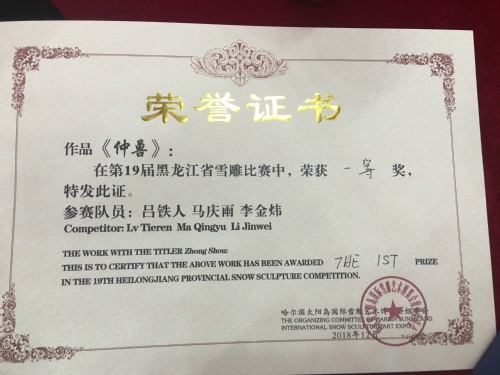 荣誉证书
作品《仲兽》:
在第19届黑龙江省雪雕比赛中，荣获 一等 奖，
特发此证。
参赛队员：吕铁人 马庆雨 李金炜
Competitor: Lv Tieren Ma Qingyu Li Jinwei
THE WORK WITH THE TITLER Zhong Shou:
THIS IS TO CERTIFY THAT THE ABOVE WORK HAS BEEN AWARDED THE 1ST PRIZE
IN THE 19TH HEILONGJIANG PROVINCIAL SNOW SCULPTURE COMPETITION.
哈尔滨太阳岛国际雪雕艺术博览会组委会
THE ORGANIZING COMMITTEE OF HARBIN SUN ISLAND
INTERNATIONAL SNOW SCULPTURE ART EXPO
2018年12月